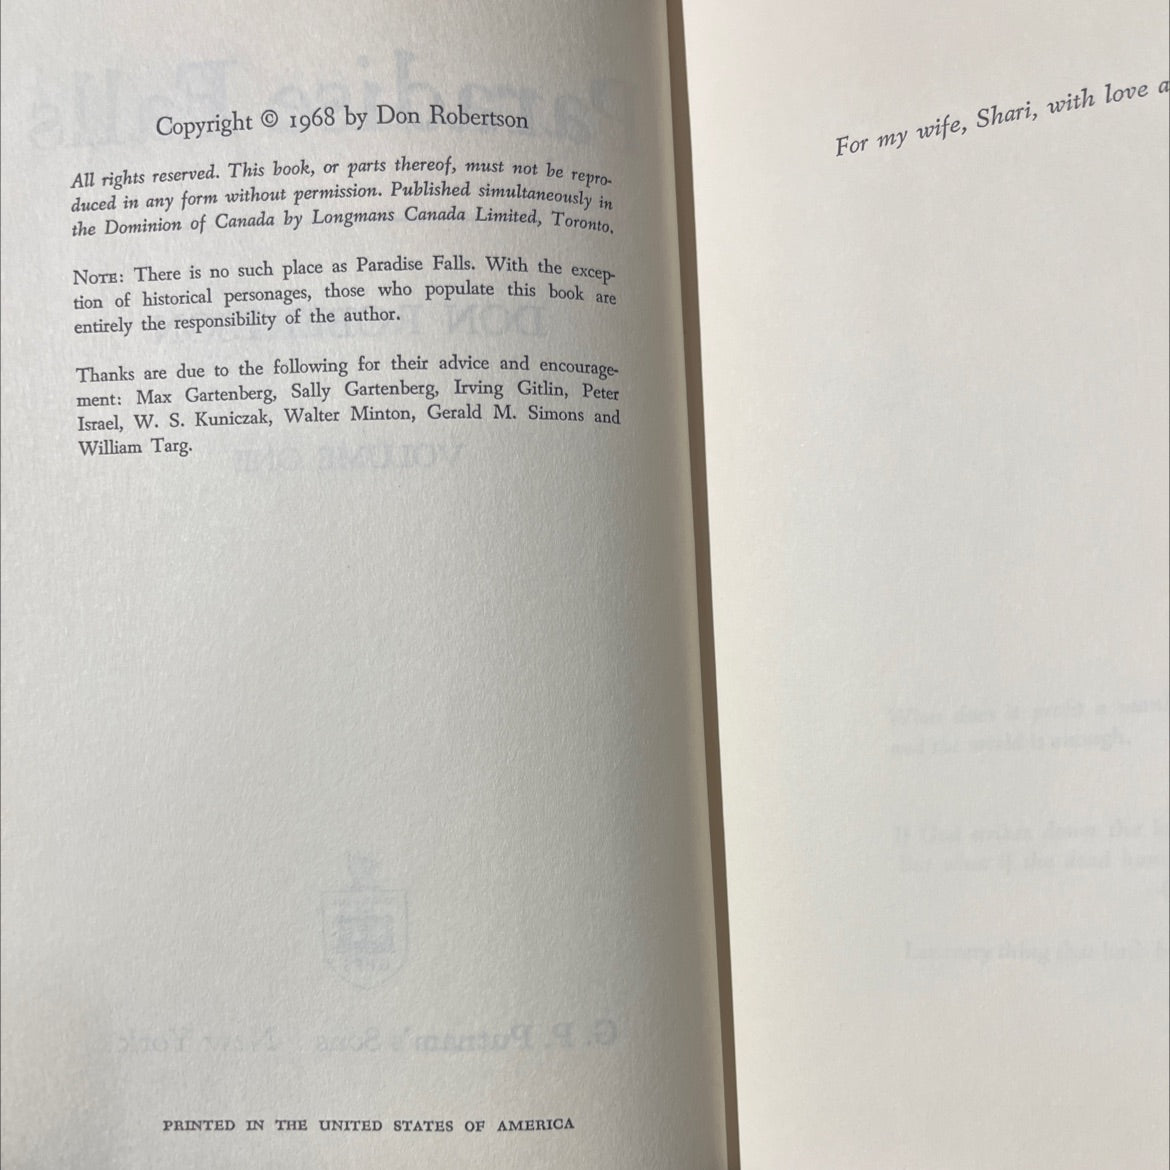 Copyright © 1968 by Don Robertson
All rights reserved. This book, or parts thereof, must not be repro-
duced in any form without permission. Published simultaneously in
the Dominion of Canada by Longmans Canada Limited, Toronto.
NOTE: There is no such place as Paradise Falls. With the excep-
tion of historical personages, those who populate this book are
entirely the responsibility of the author.
Thanks are due to the following for their advice and encourage-
ment: Max Gartenberg, Sally Gartenberg, Irving Gitlin, Peter
Israel, W. S. Kuniczak, Walter Minton, Gerald M. Simons and
William Targ.
PRINTED IN THE UNITED STATES OF AMERICA
For my wife, Shari, with love a